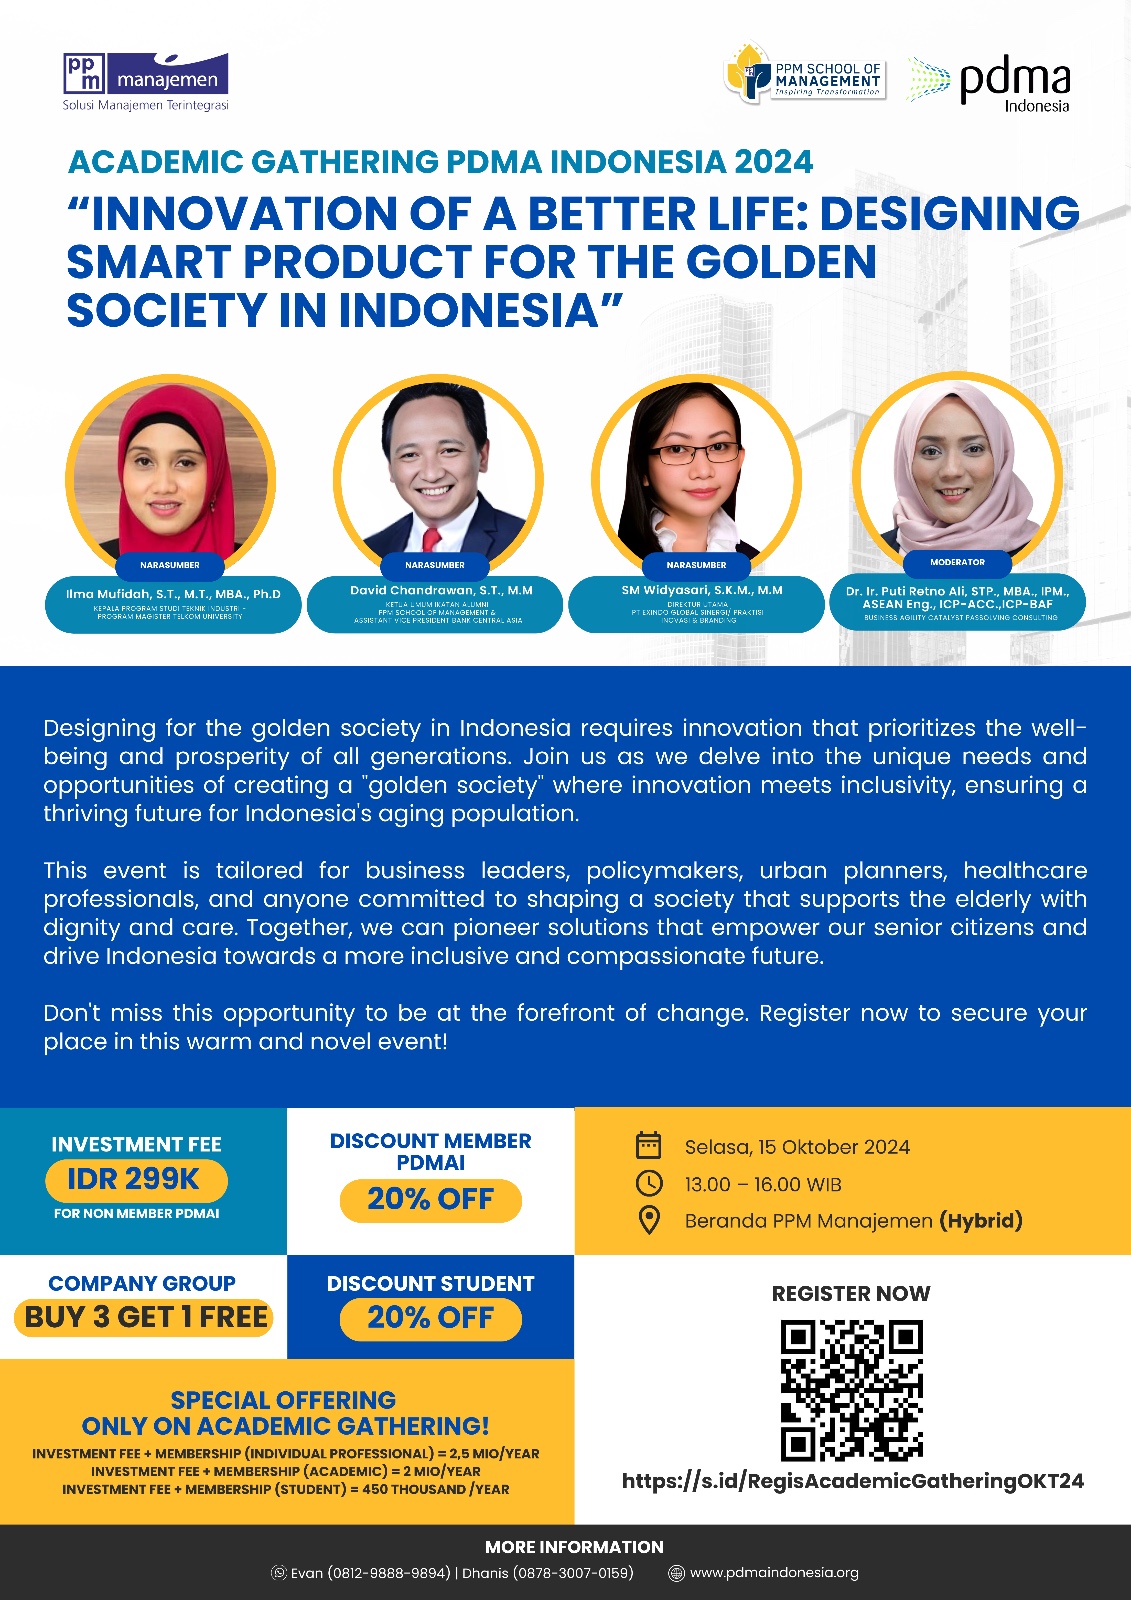 ppm manajemen
Solusi Manajemen Terintegrasi
PPM SCHOOL OF
MANAGEMENT
Inspiring Transformation
pdma
Indonesia
ACADEMIC GATHERING PDMA INDONESIA 2024
“INNOVATION OF A BETTER LIFE: DESIGNING
SMART PRODUCT FOR THE GOLDEN
SOCIETY IN INDONESIA”
NARASUMBER
Ilma Mufidah, S.T., M.T., MBA., Ph.D
KEPALA PROGRAM STUDI TEKNIK INDUSTRI -
PROGRAM MAGISTER TELKOM UNIVERSITY
NARASUMBER
David Chandrawan, S.T., M.M
KETUA UMUM IKATAN ALUMNI
PPM SCHOOL OF MANAGEMENT &
ASSISTANT VICE PRESIDENT BANK CENTRAL ASIA
NARASUMBER
SM Widyasari, S.K.M., M.M
DIREKTUR UTAMA
PT EXINDO GLOBAL SINERGI/ PRAKTISI
INOVASI & BRANDING
MODERATOR
Dr. Ir. Puti Retno Ali, STP., MBA., IPM.,
ASEAN Eng., ICP-ACC.,ICP-BAF
BUSINESS AGILITY CATALYST PASSOLVING CONSULTING
Designing for the golden society in Indonesia requires innovation that prioritizes the well-
being and prosperity of all generations. Join us as we delve into the unique needs and
opportunities of creating a "golden society" where innovation meets inclusivity, ensuring a
thriving future for Indonesia's aging population.
This event is tailored for business leaders, policymakers, urban planners, healthcare
professionals, and anyone committed to shaping a society that supports the elderly with
dignity and care. Together, we can pioneer solutions that empower our senior citizens and
drive Indonesia towards a more inclusive and compassionate future.
Don't miss this opportunity to be at the forefront of change. Register now to secure your
place in this warm and novel event!
INVESTMENT FEE
IDR 299K
FOR NON MEMBER PDMAI
DISCOUNT MEMBER
PDMAI
20% OFF
Selasa, 15 Oktober 2024
13.00 – 16.00 WIB
Beranda PPM Manajemen (Hybrid)
COMPANY GROUP
BUY 3 GET 1 FREE
DISCOUNT STUDENT
20% OFF
SPECIAL OFFERING
ONLY ON ACADEMIC GATHERING!
INVESTMENT FEE + MEMBERSHIP (INDIVIDUAL PROFESSIONAL) = 2,5 MIO/YEAR
INVESTMENT FEE + MEMBERSHIP (ACADEMIC) = 2 MIO/YEAR
INVESTMENT FEE + MEMBERSHIP (STUDENT) = 450 THOUSAND /YEAR
REGISTER NOW
https://s.id/RegisAcademicGatheringOKT24
MORE INFORMATION
Evan (0812-9888-9894) | Dhanis (0878-3007-0159)
www.pdmaindonesia.org